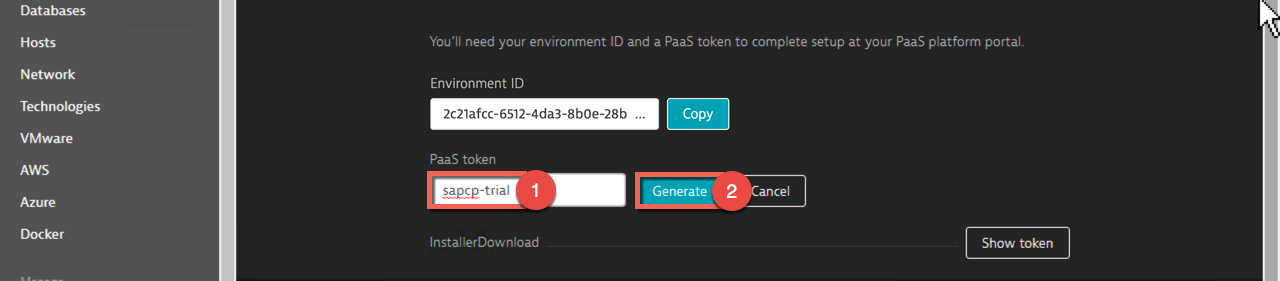 Databases
Hosts
Network
Technologies
VMware
AWS
Azure
Docker
Manage
You'll need your environment ID and a PaaS token to complete setup at your PaaS platform portal.
Environment ID
2c21afcc-6512-4da3-8b0e-28b ... Copy
PaaS token
sapcp-trial 1 Generate 2 Cancel
InstallerDownload Show token